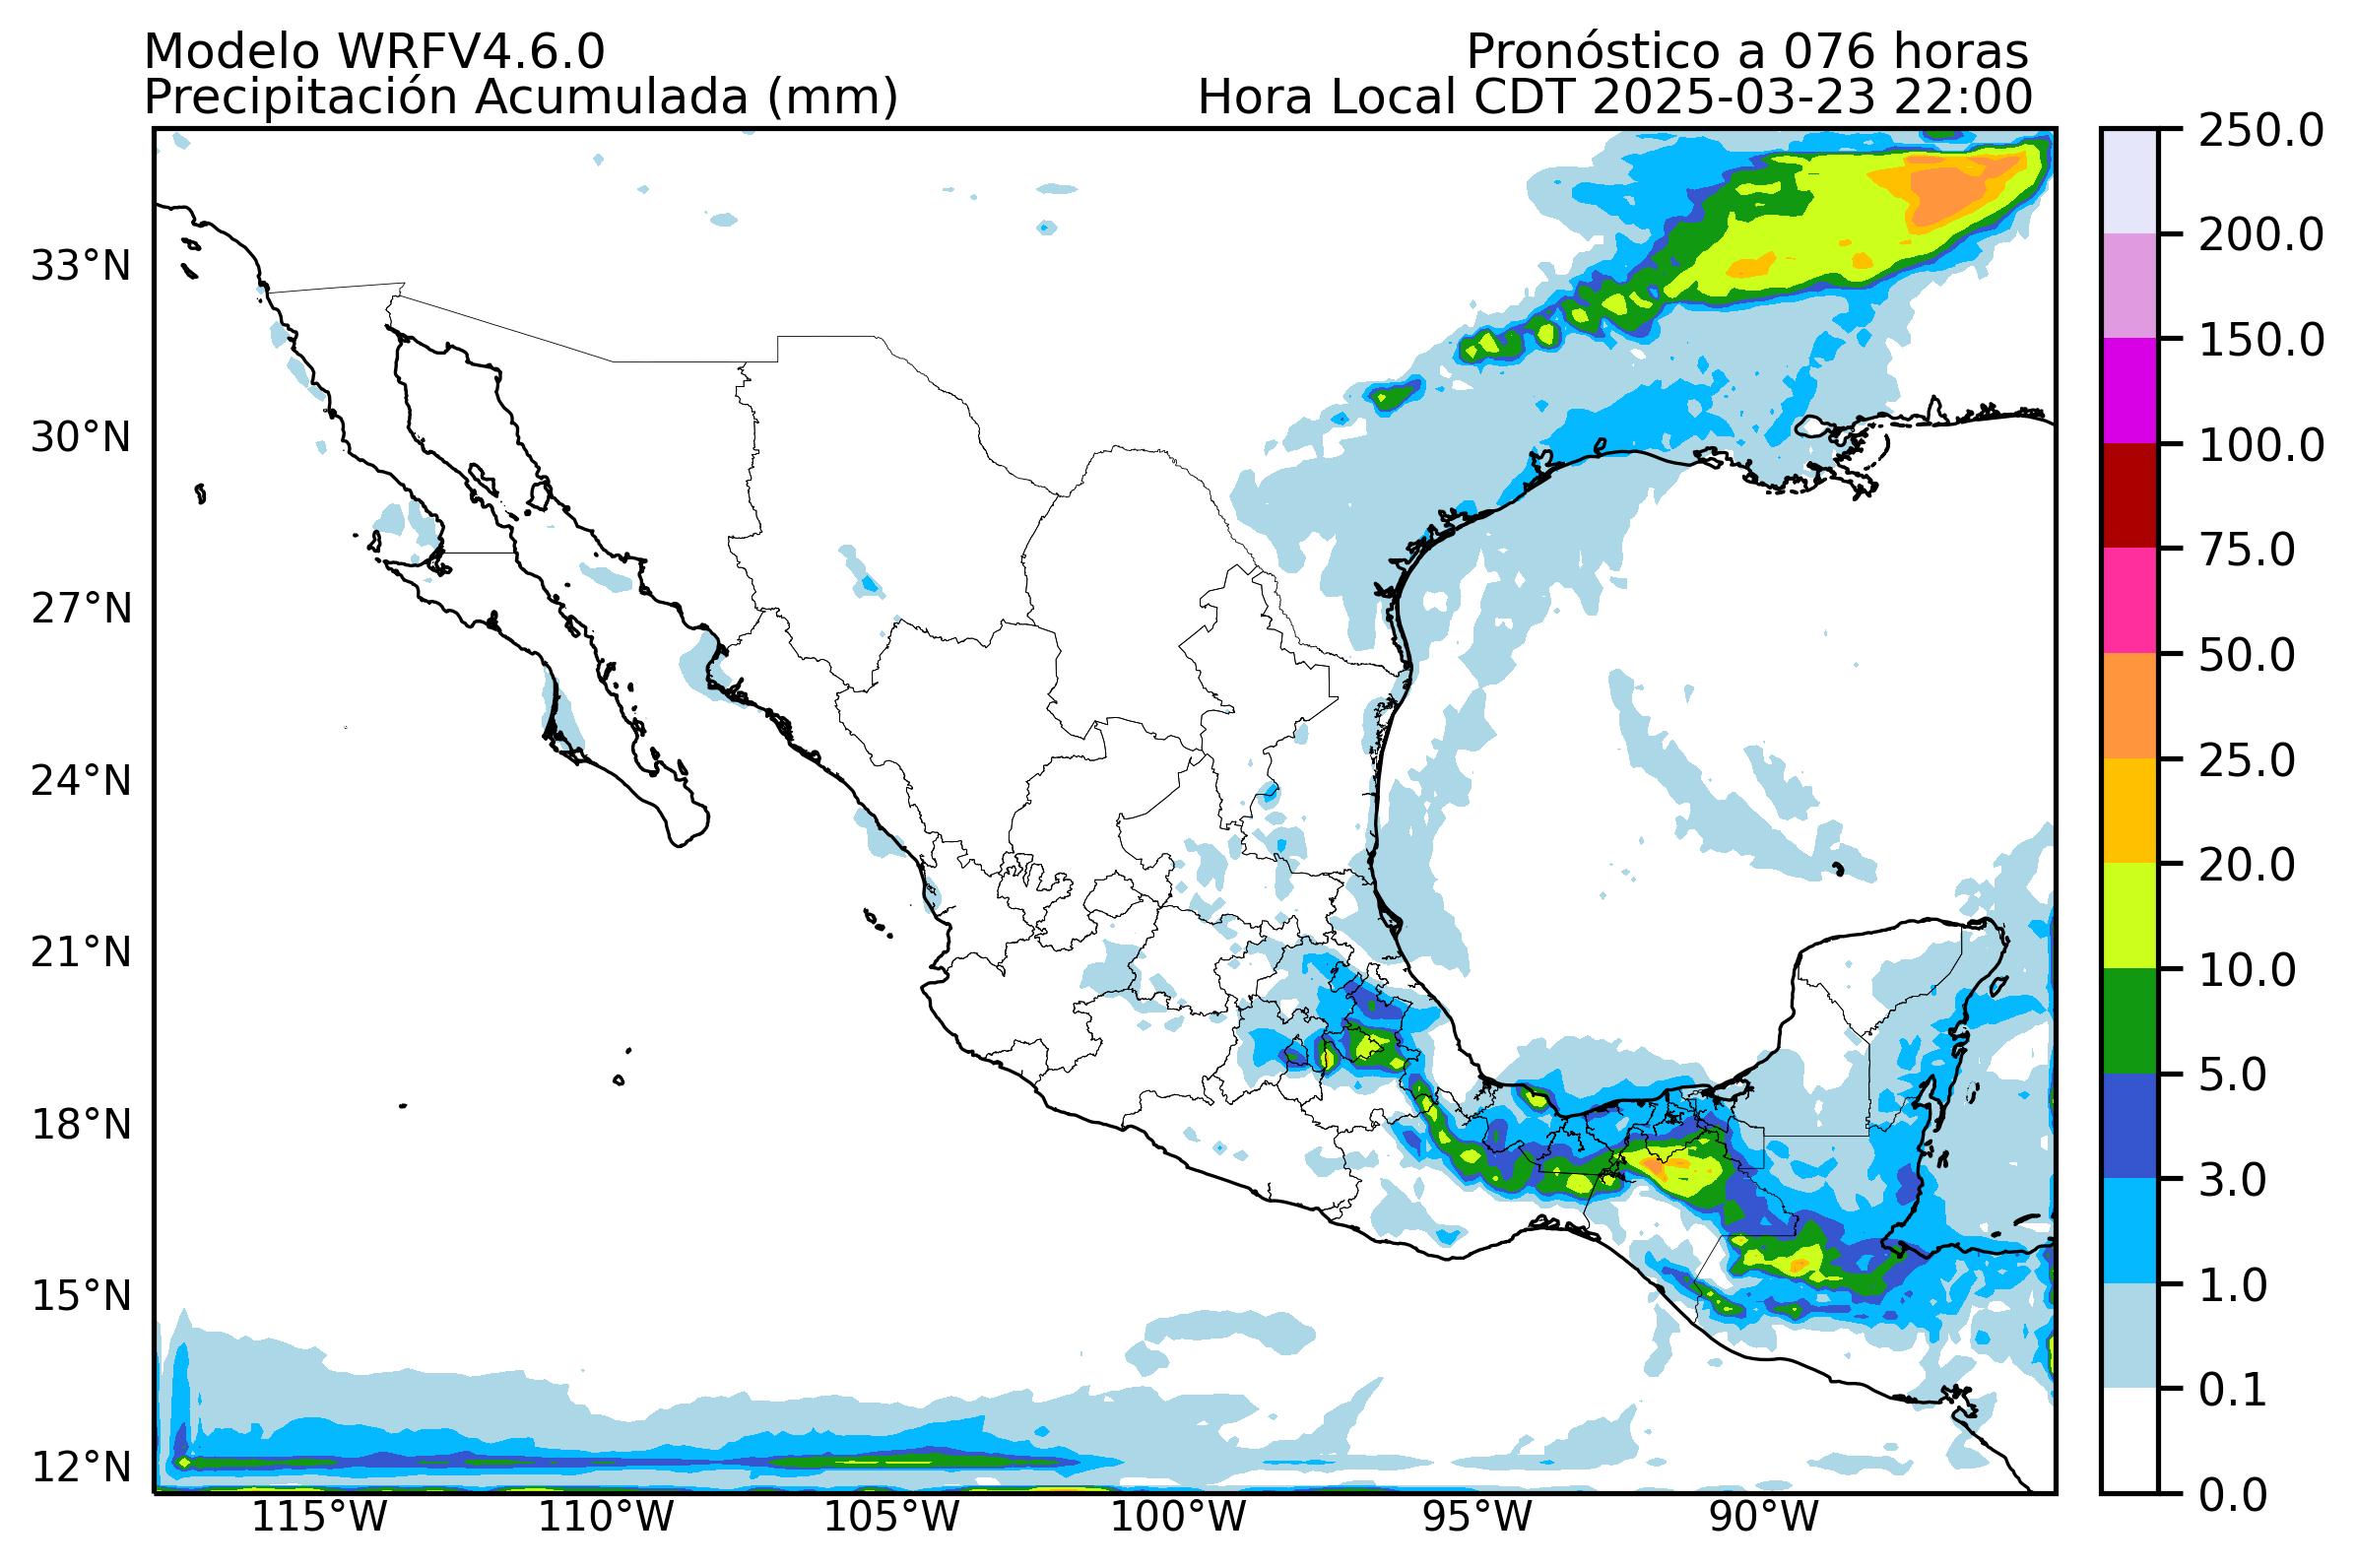 Modelo WRFV4.6.0
Pronóstico a 076 horas
Precipitación Acumulada (mm)
Hora Local CDT 2025-03-23 22:00
33°N
30°N
27°N
24°N
21°N
18°N
15°N
12°N
115°W
110°W
105°W
100°W
95°W
90°W
250.0
200.0
150.0
100.0
75.0
50.0
25.0
20.0
10.0
5.0
3.0
1.0
0.1
0.0